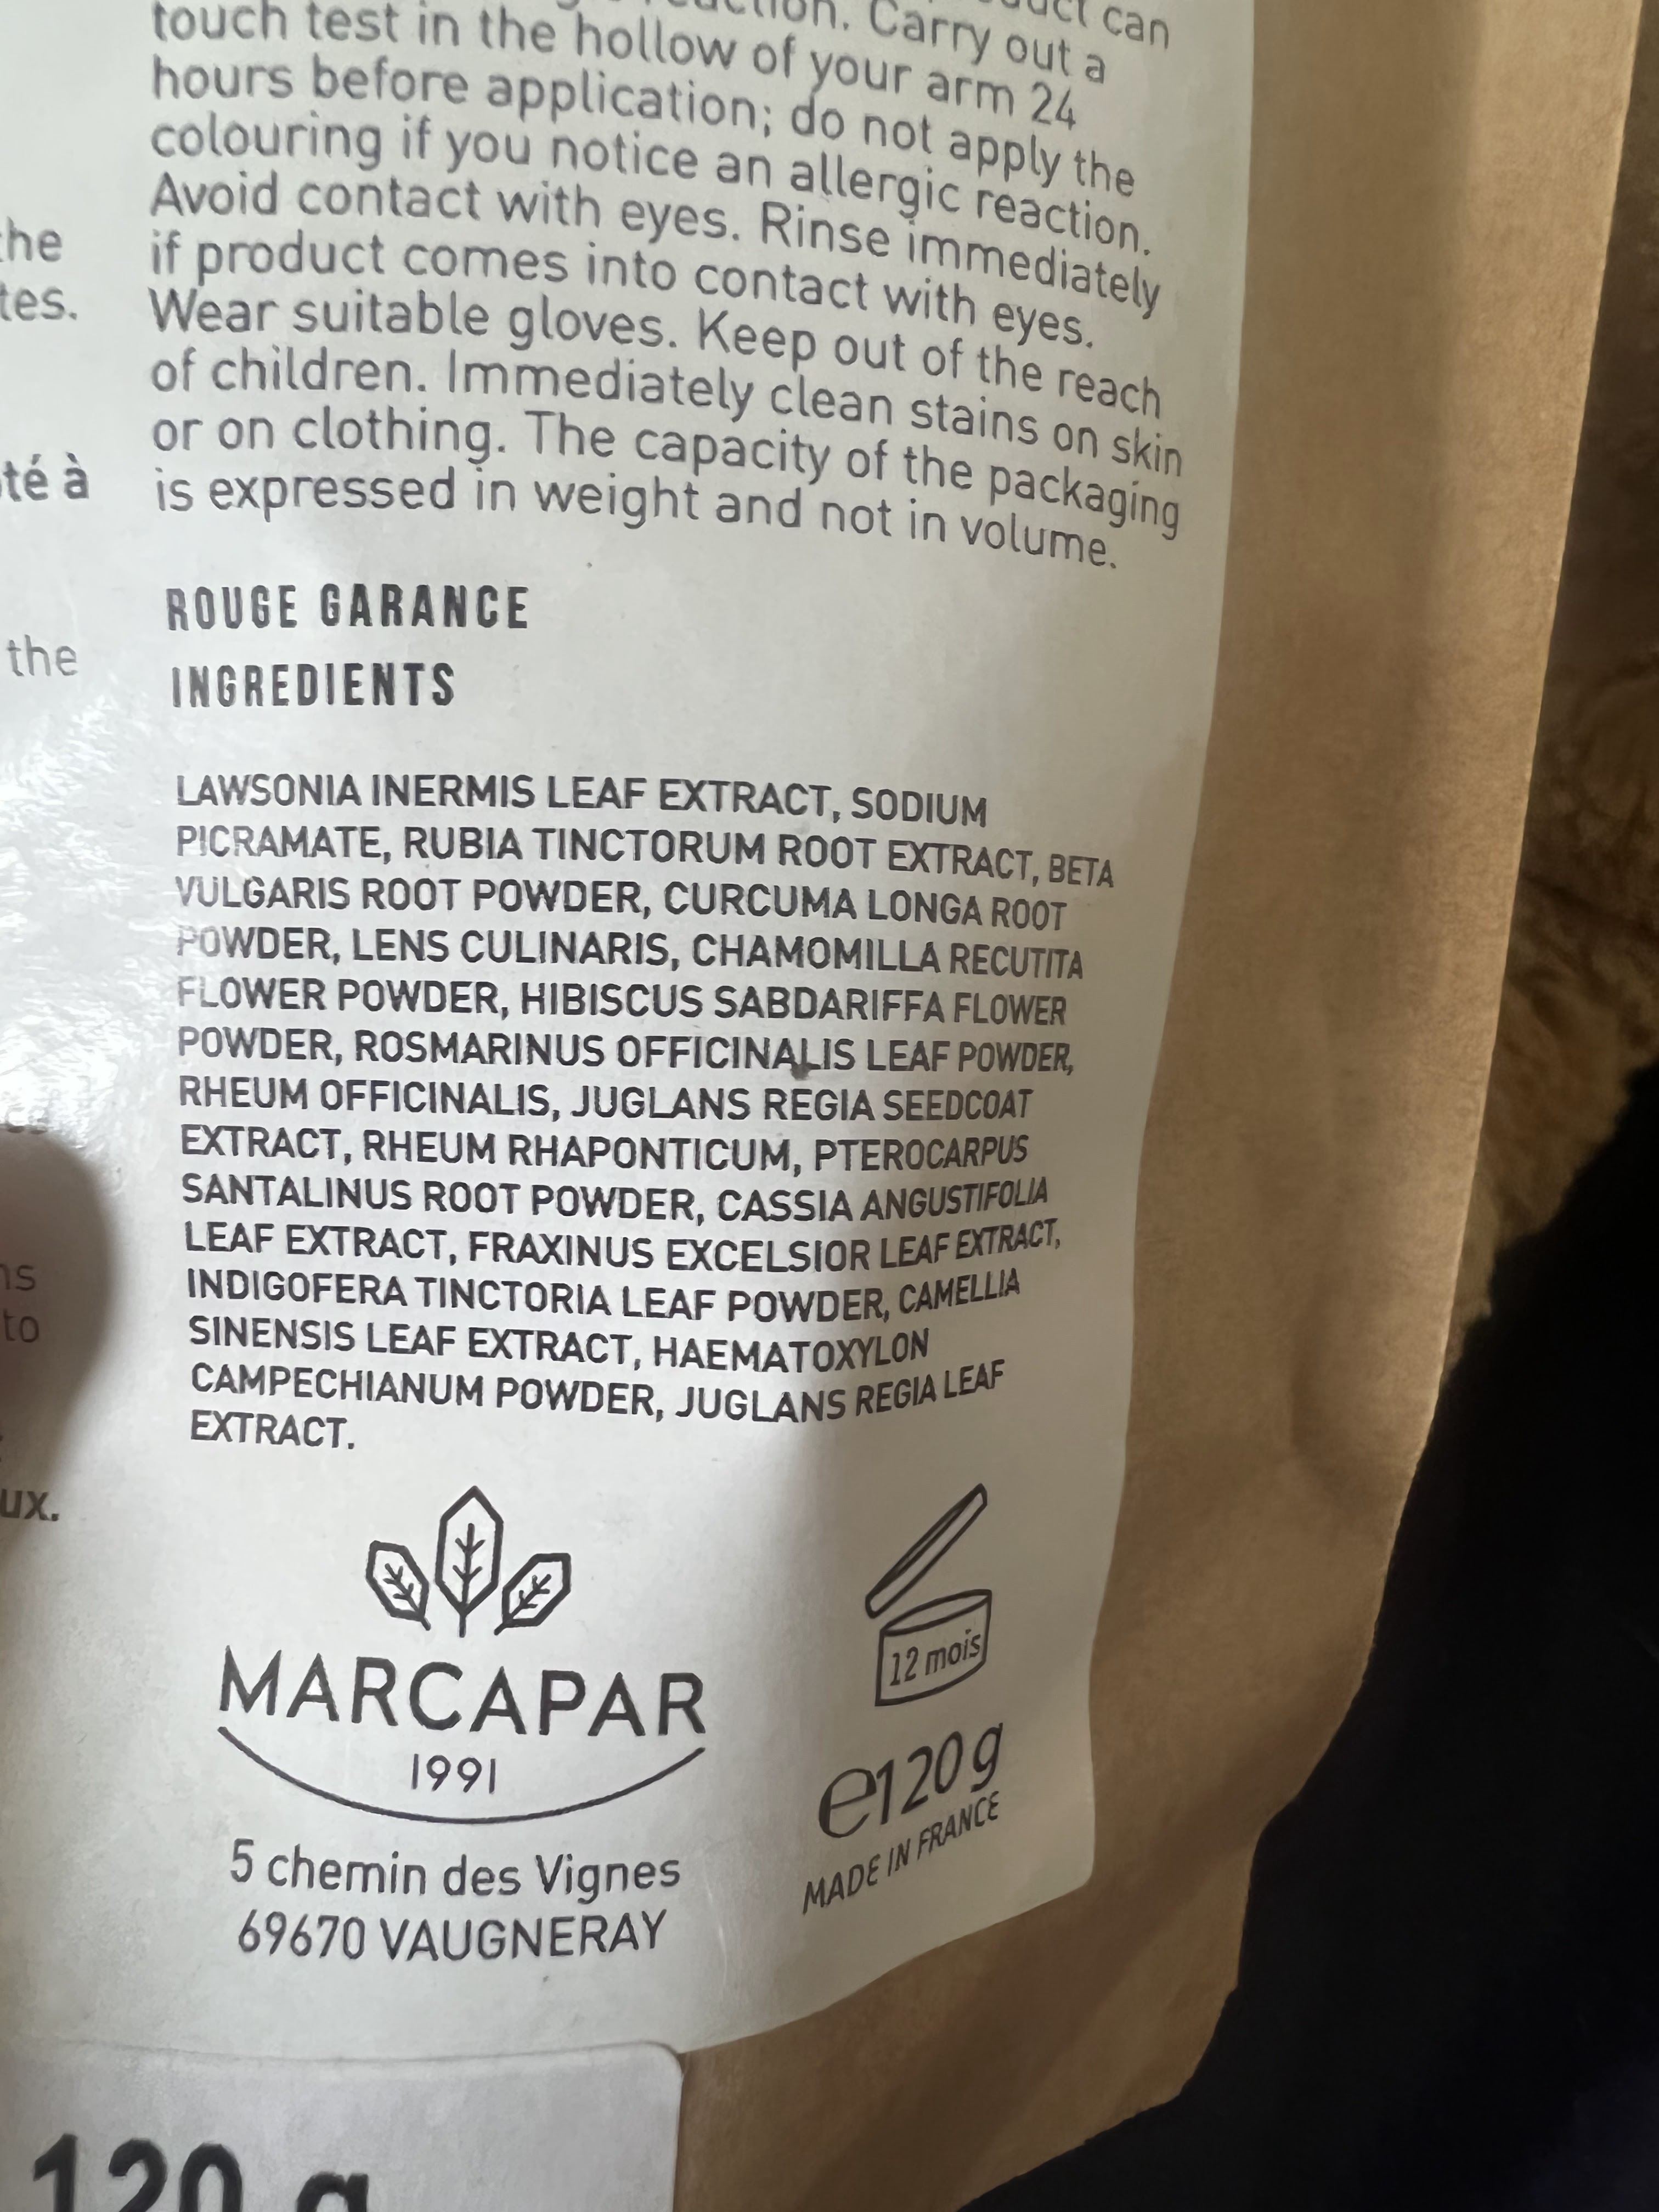 can
touch test in the hollow of your arm 24
hours before application; do not apply the
colouring if you notice an allergic reaction.
Avoid contact with eyes. Rinse immediately
if product comes into contact with eyes.
Wear suitable gloves. Keep out of the reach
of children. Immediately clean stains on skin
or on clothing. The capacity of the packaging
is expressed in weight and not in volume.
Carry out a
the
ROUGE GARANCE
INGREDIENTS
LAWSONIA INERMIS LEAF EXTRACT, SODIUM
PICRAMATE, RUBIA TINCTORUM ROOT EXTRACT, BETA
VULGARIS ROOT POWDER, CURCUMA LONGA ROOT
POWDER, LENS CULINARIS, CHAMOMILLA RECUTITA
FLOWER POWDER, HIBISCUS SABDARIFFA FLOWER
POWDER, ROSMARINUS OFFICINALIS LEAF POWDER,
RHEUM OFFICINALIS, JUGLANS REGIA SEEDCOAT
EXTRACT, RHEUM RHAPONTICUM, PTEROCARPUS
SANTALINUS ROOT POWDER, CASSIA ANGUSTIFOLIA
LEAF EXTRACT, FRAXINUS EXCELSIOR LEAF EXTRACT,
INDIGOFERA TINCTORIA LEAF POWDER, CAMELLIA
SINENSIS LEAF EXTRACT, HAEMATOXYLON
CAMPECHIANUM POWDER, JUGLANS REGIA LEAF
EXTRACT.
to
MARCAPAR
1991
5 chemin des Vignes
69670 VAUGNERAY
12 mois
e120g
MADE IN FRANCE
120 g